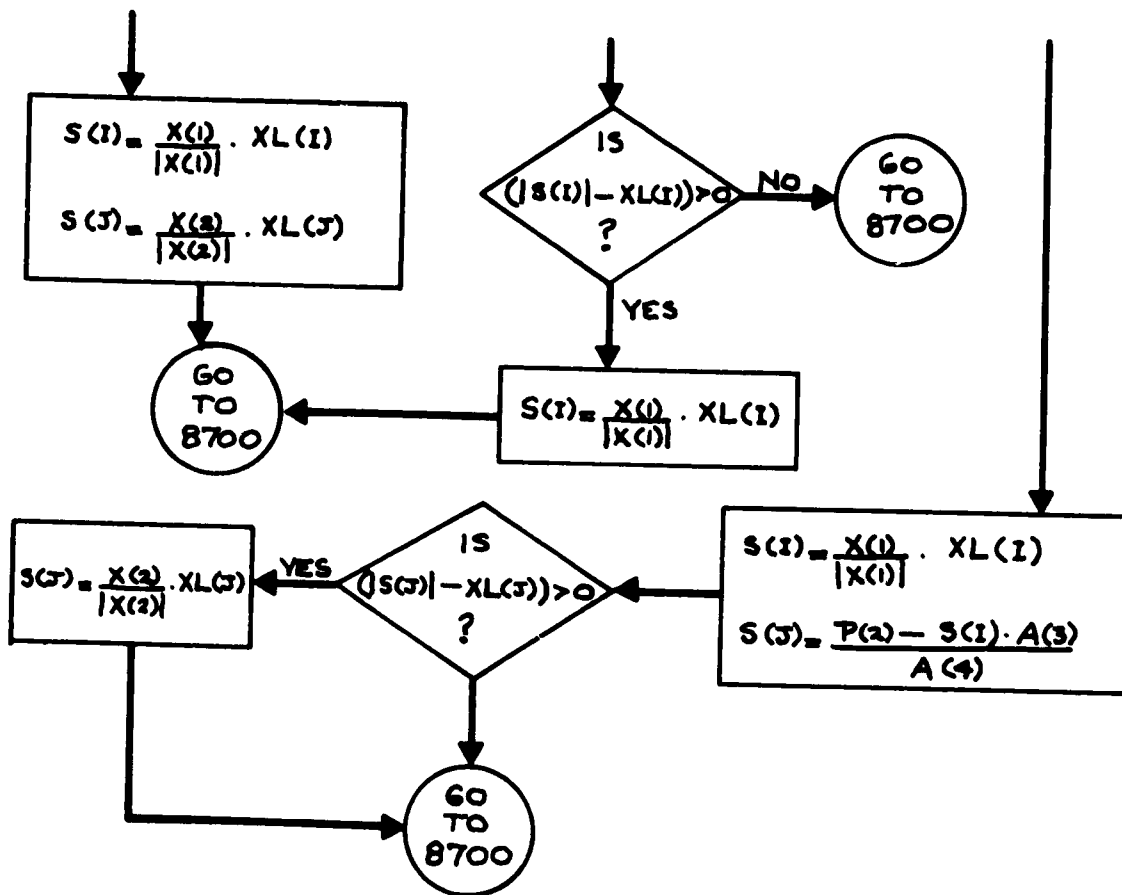 S(I) = X(1)/|X(1)| · XL(I)
S(J) = X(2)/|X(2)| · XL(J)
GO
TO
8700
IS
(|S(I)| - XL(I)) > 0
?
NO
GO
TO
8700
YES
S(I) = X(1)/|X(1)| · XL(I)
S(I) = X(1)/|X(1)| · XL(I)
S(J) = P(2) - S(I) · A(3)/A(4)
IS
(|S(J)| - XL(J)) > 0
?
YES
S(J) = X(2)/|X(2)| · XL(J)
GO
TO
8700